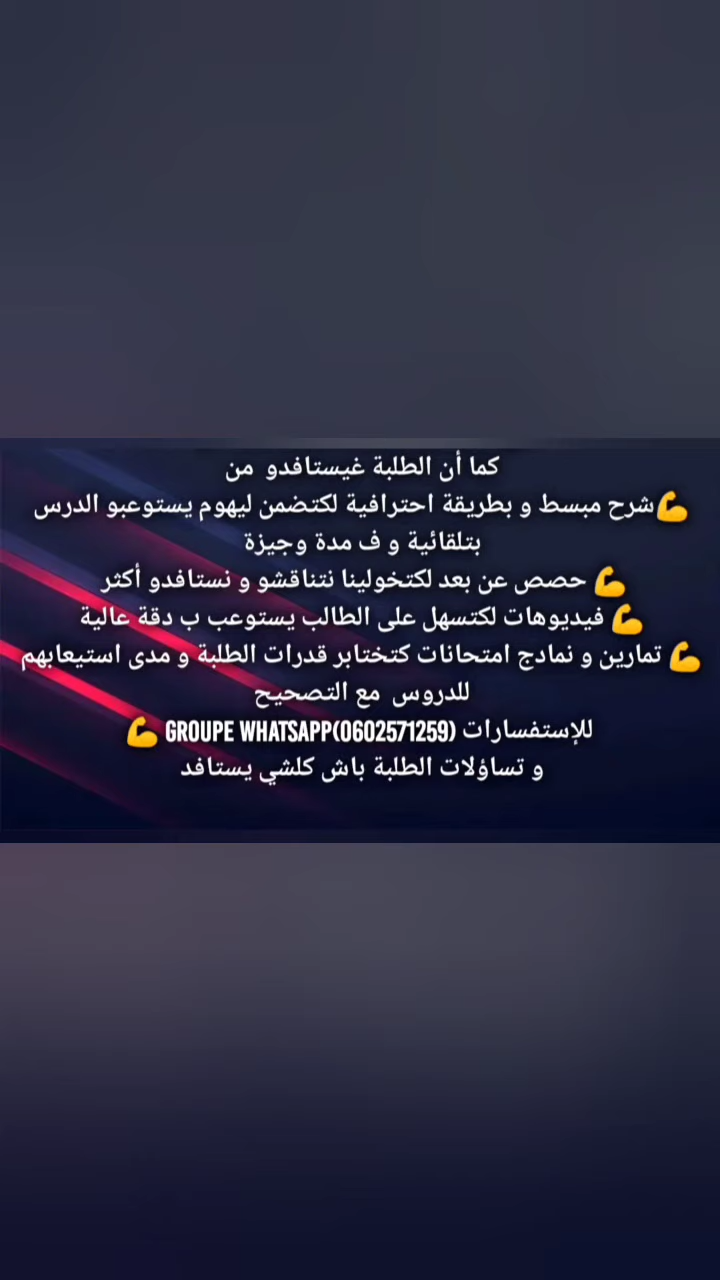 كما أن الطلبة غيستافدو من
💪شرح مبسط و بطريقة احترافية لكتضمن ليهوم يستوعبو الدرس
بتلقائية و ف مدة وجيزة
💪 حصص عن بعد لكتخولينا نتناقشو و نستافدو أكثر
💪 فيديوهات لكتسهل على الطالب يستوعب ب دقة عالية
💪 تمارين و نمادج امتحانات كتختابر قدرات الطلبة و مدى استيعابهم
للدروس مع التصحيح
للإستفسارات GROUPE WHATSAPP(0602571259) 💪
و تساؤلات الطلبة باش كلشي يستافد